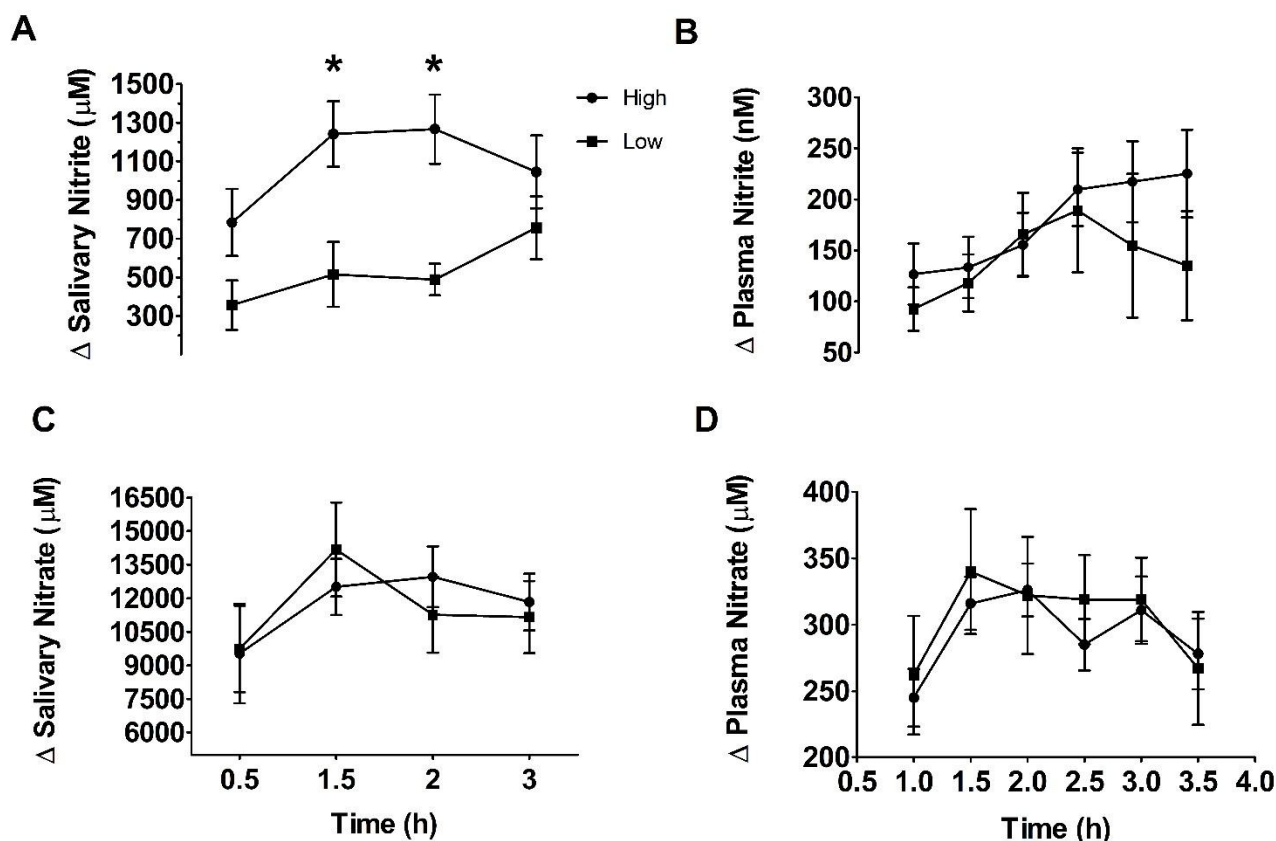 A
* *
Δ Salivary Nitrite (μM)
1500
1300
1100
900
700
500
300
High
Low
B
Δ Plasma Nitrite (nM)
300
250
200
150
100
50
C
Δ Salivary Nitrate (μM)
16500
15000
13500
12000
10500
9000
7500
6000
0.5 1.5 2 3
Time (h)
D
Δ Plasma Nitrate (μM)
400
350
300
250
200
0.5 1.0 1.5 2.0 2.5 3.0 3.5 4.0
Time (h)